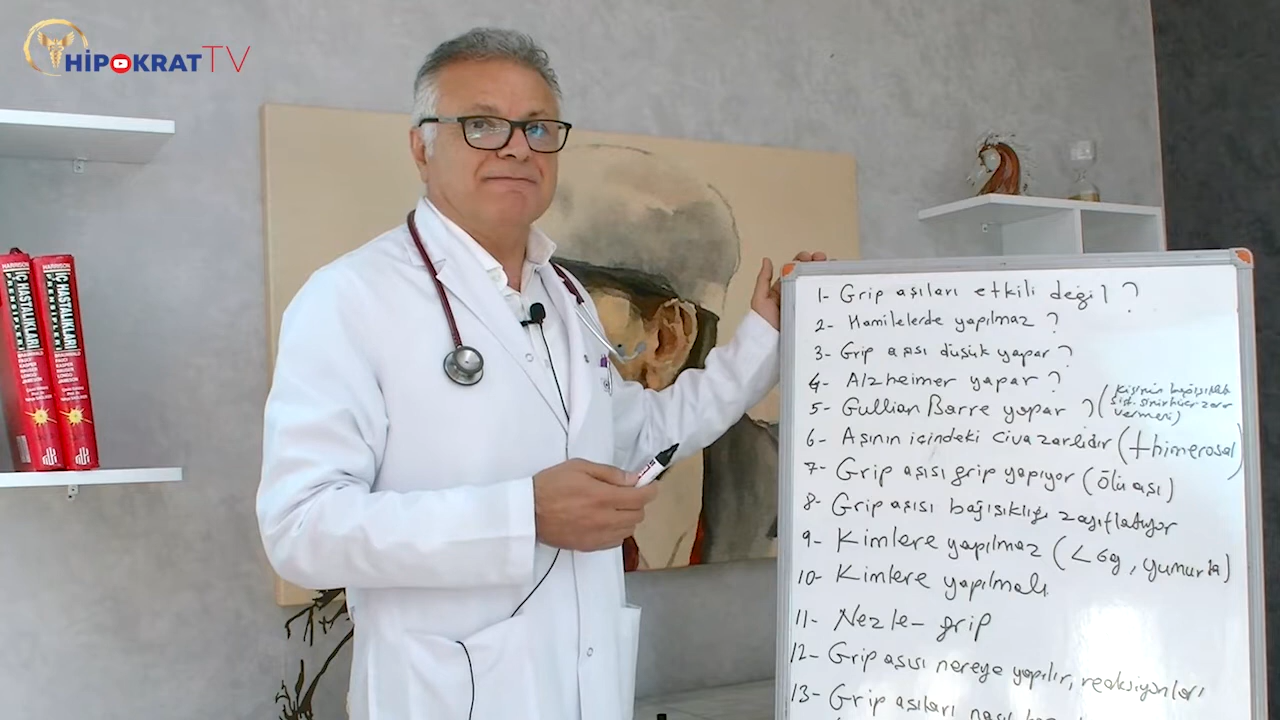 HİPOKRAT TV
HARRISON
İÇ HASTALIKLARI
HARRISON
İÇ HASTALIKLARI
1- Grip aşıları etkili değil ?
2- Hamilelerde yapılmaz ?
3- Grip aşısı düşük yapar ?
4- Alzheimer yapar ?
5- Gullian Barre yapar ? (kişinin bağışıklık
sist. sinir
vermesi)
6- Aşının içindeki civa zarlıdır (thimerosal)
7- Grip aşısı grip yapıyor (ölü aşı)
8- Grip aşısı bağışıklığı zayıflatıyor
9- Kimlere yapılmaz (<6ay, yumurta)
10- Kimlere yapılmalı
11- Nezle - grip
12- Grip aşısı nereye yapılır, reaksiyonları
13- Grip aşıları nasıl